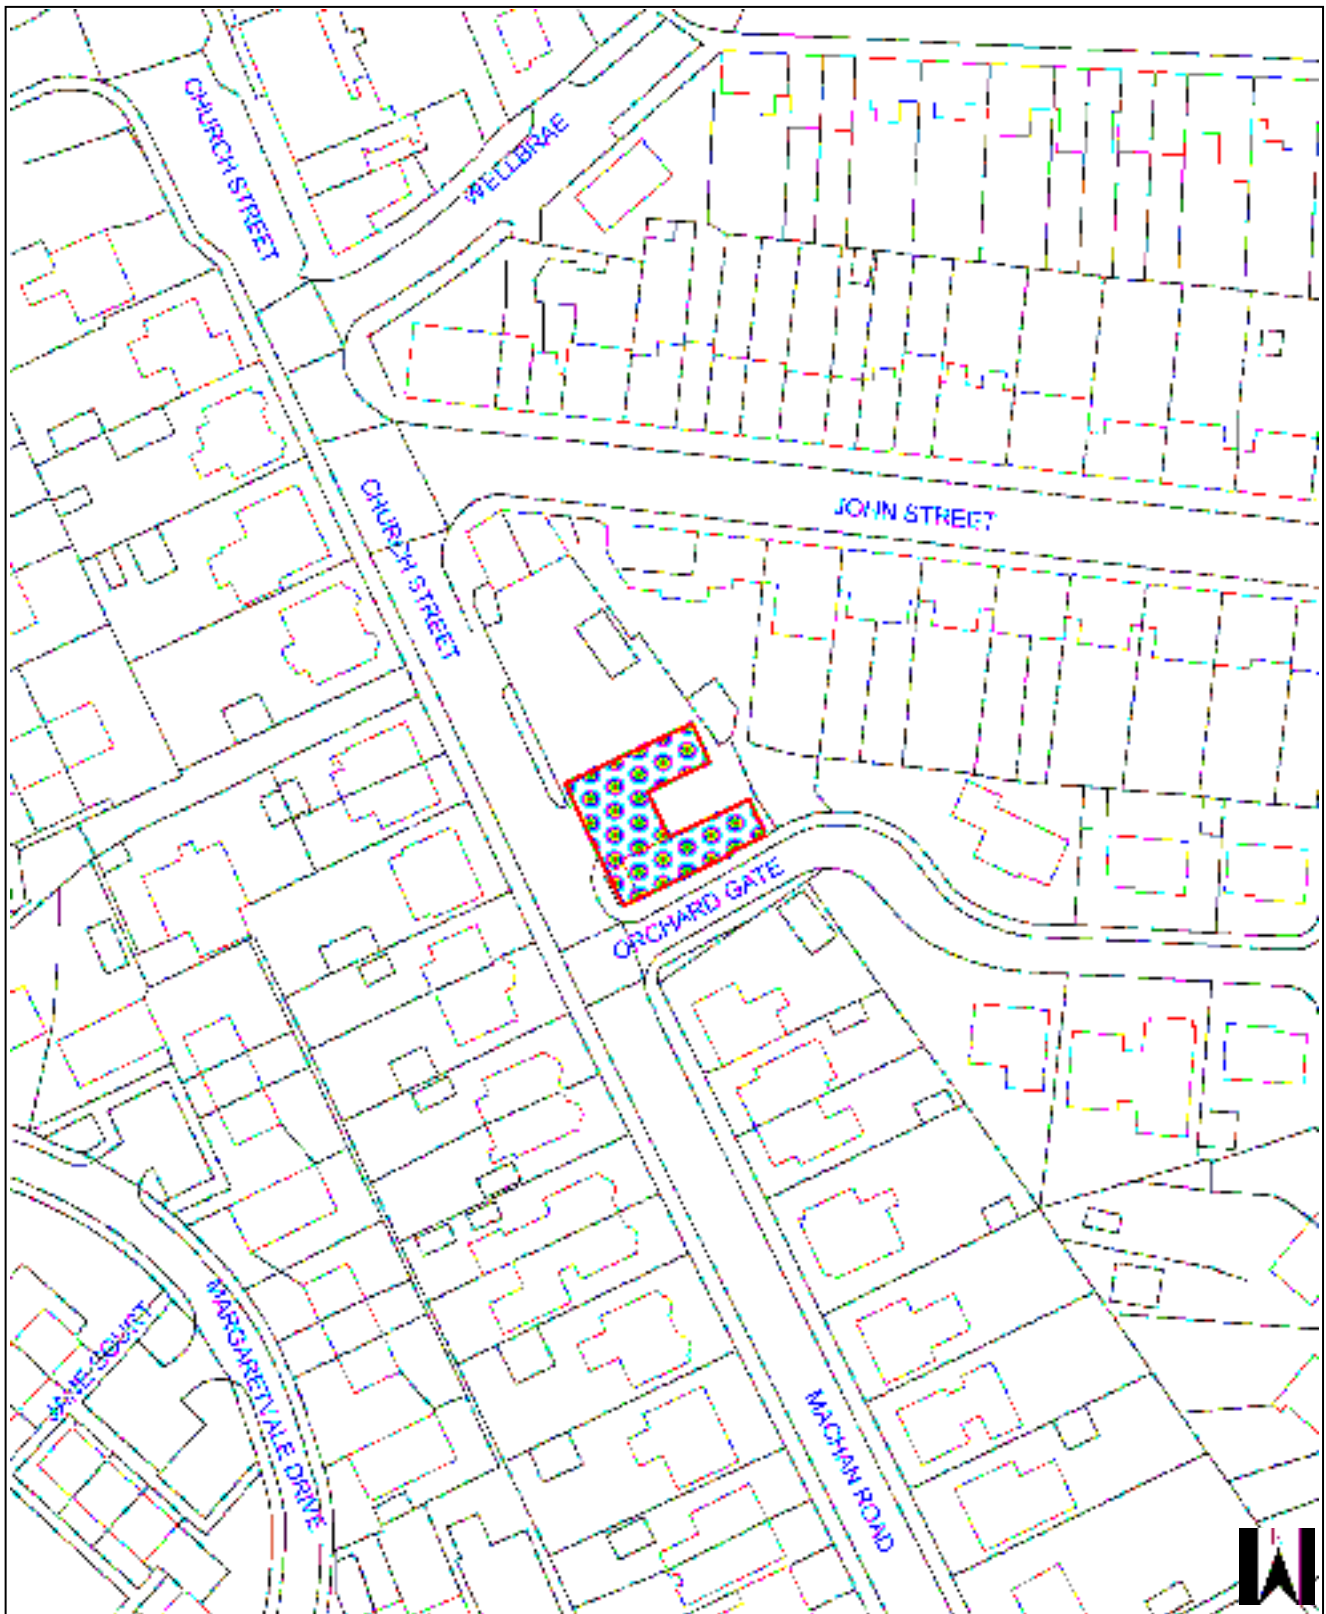 CHURCH STREET
WELLBRAE
CHURCH STREET
JOHN STREET
ORCHARD GATE
JANE COURT
MARGARETVALE DRIVE
MACHAN ROAD